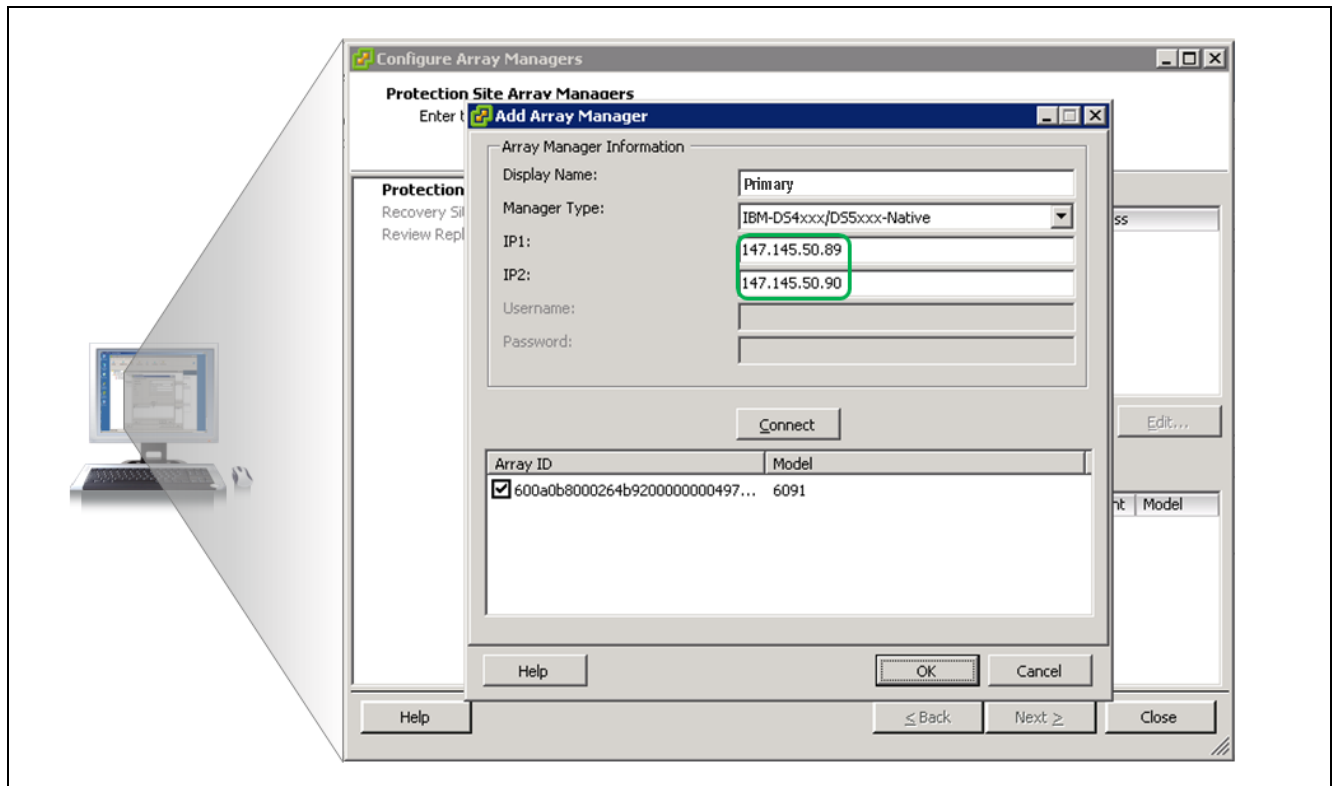 Configure Array Managers
Protection Site Array Managers
Enter
Add Array Manager
Array Manager Information
Display Name:
Primary
Manager Type:
IBM-DS4xxx/DS5xxx-Native
IP1:
147.145.50.89
IP2:
147.145.50.90
Username:
Password:
Protection
Recovery
Review
ss
Connect
Edit...
Array ID
Model
600a0b8000264b9200000000497...
6091
nt
Model
Help
OK
Cancel
Help
< Back
Next >
Close